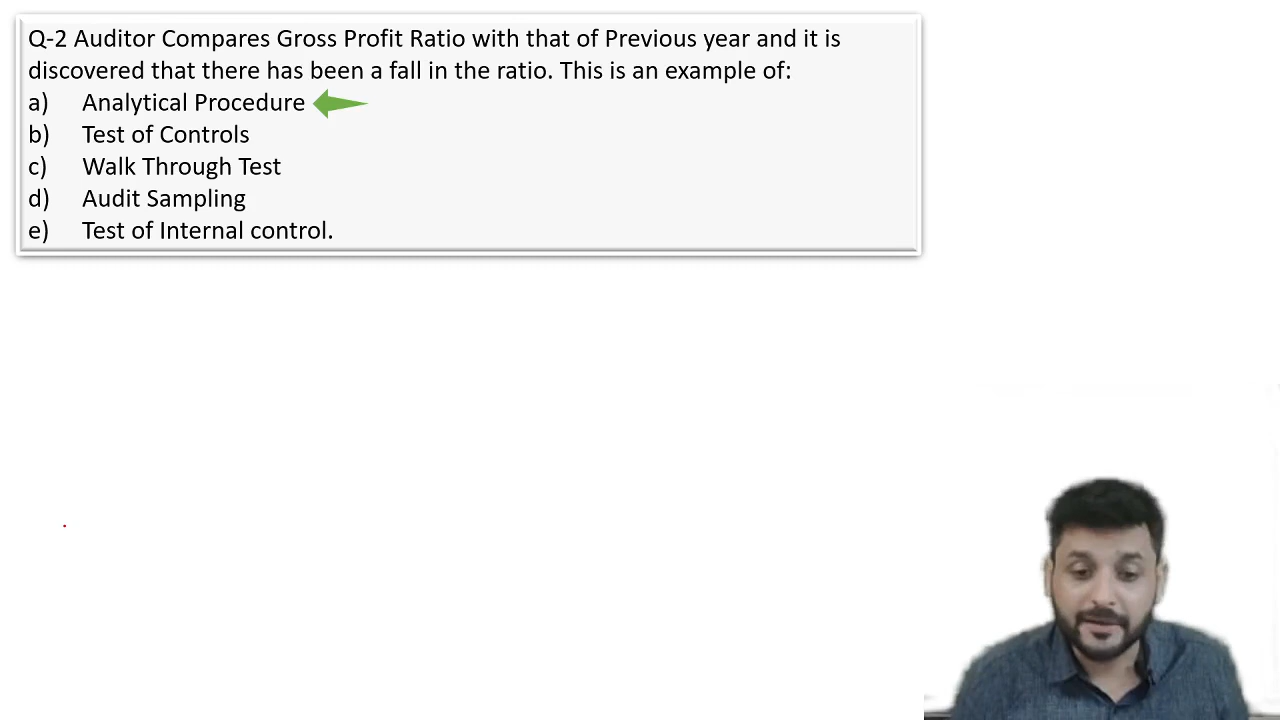 Q-2 Auditor Compares Gross Profit Ratio with that of Previous year and it is
discovered that there has been a fall in the ratio. This is an example of:
a) Analytical Procedure
b) Test of Controls
c) Walk Through Test
d) Audit Sampling
e) Test of Internal control.